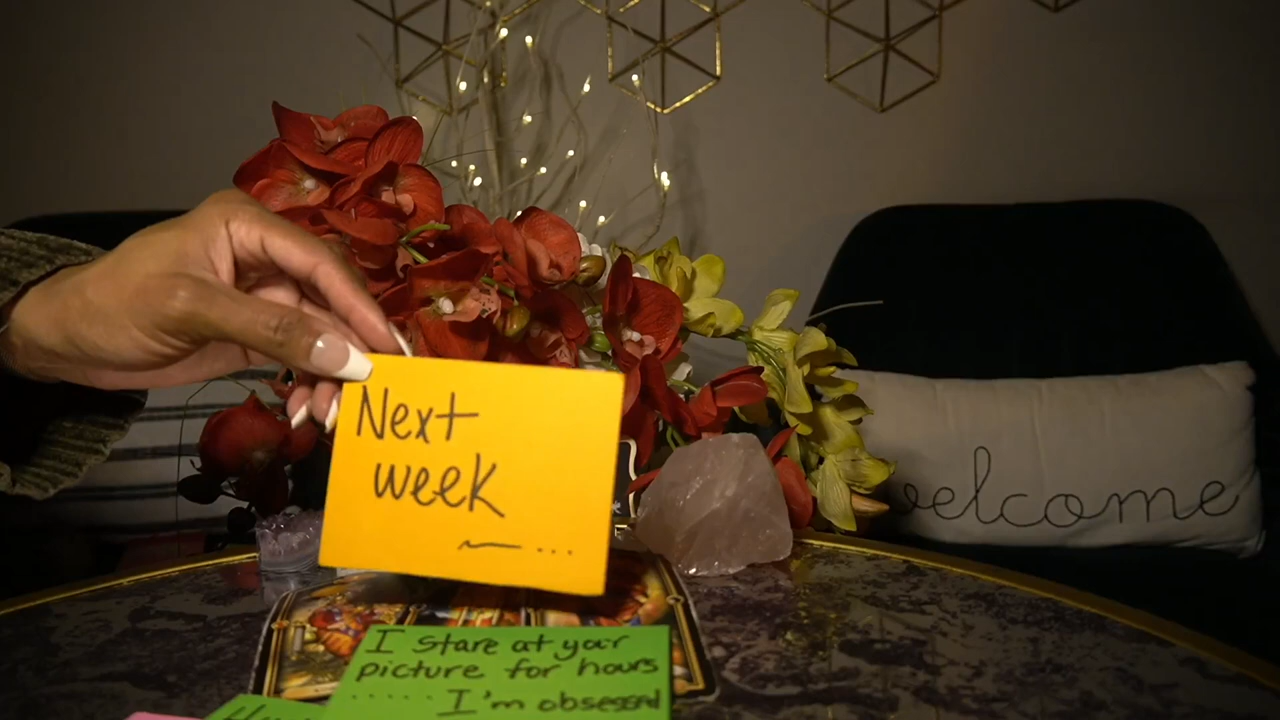 Next
week
~ ...
I stare at your
picture for hours
..... I'm obsessed
welcome